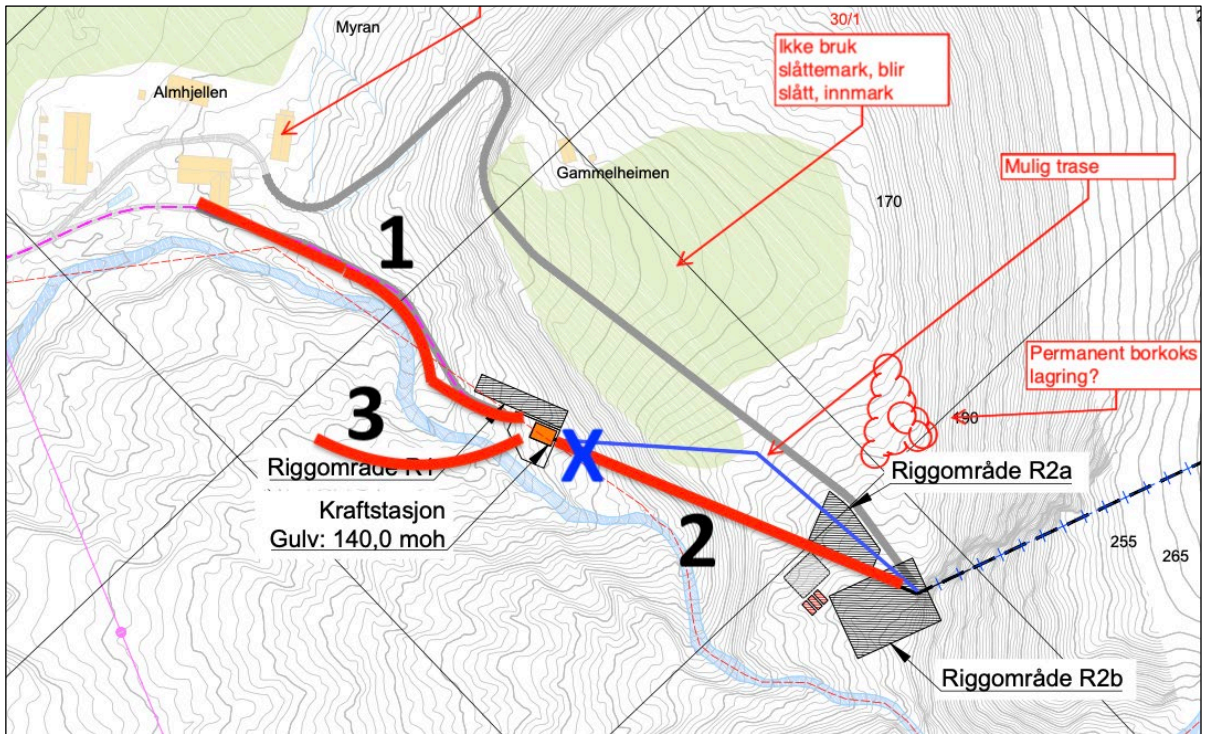 Myran
30/1
Ikke bruk
slåttemark, blir
slått, innmark
Almhjellen
Gammelheimen
Mulig trase
170
1
Permanent borkoks
lagring?
190
3
X
Riggområde R1
Riggområde R2a
Kraftstasjon
Gulv: 140,0 moh
2
255
265
Riggområde R2b